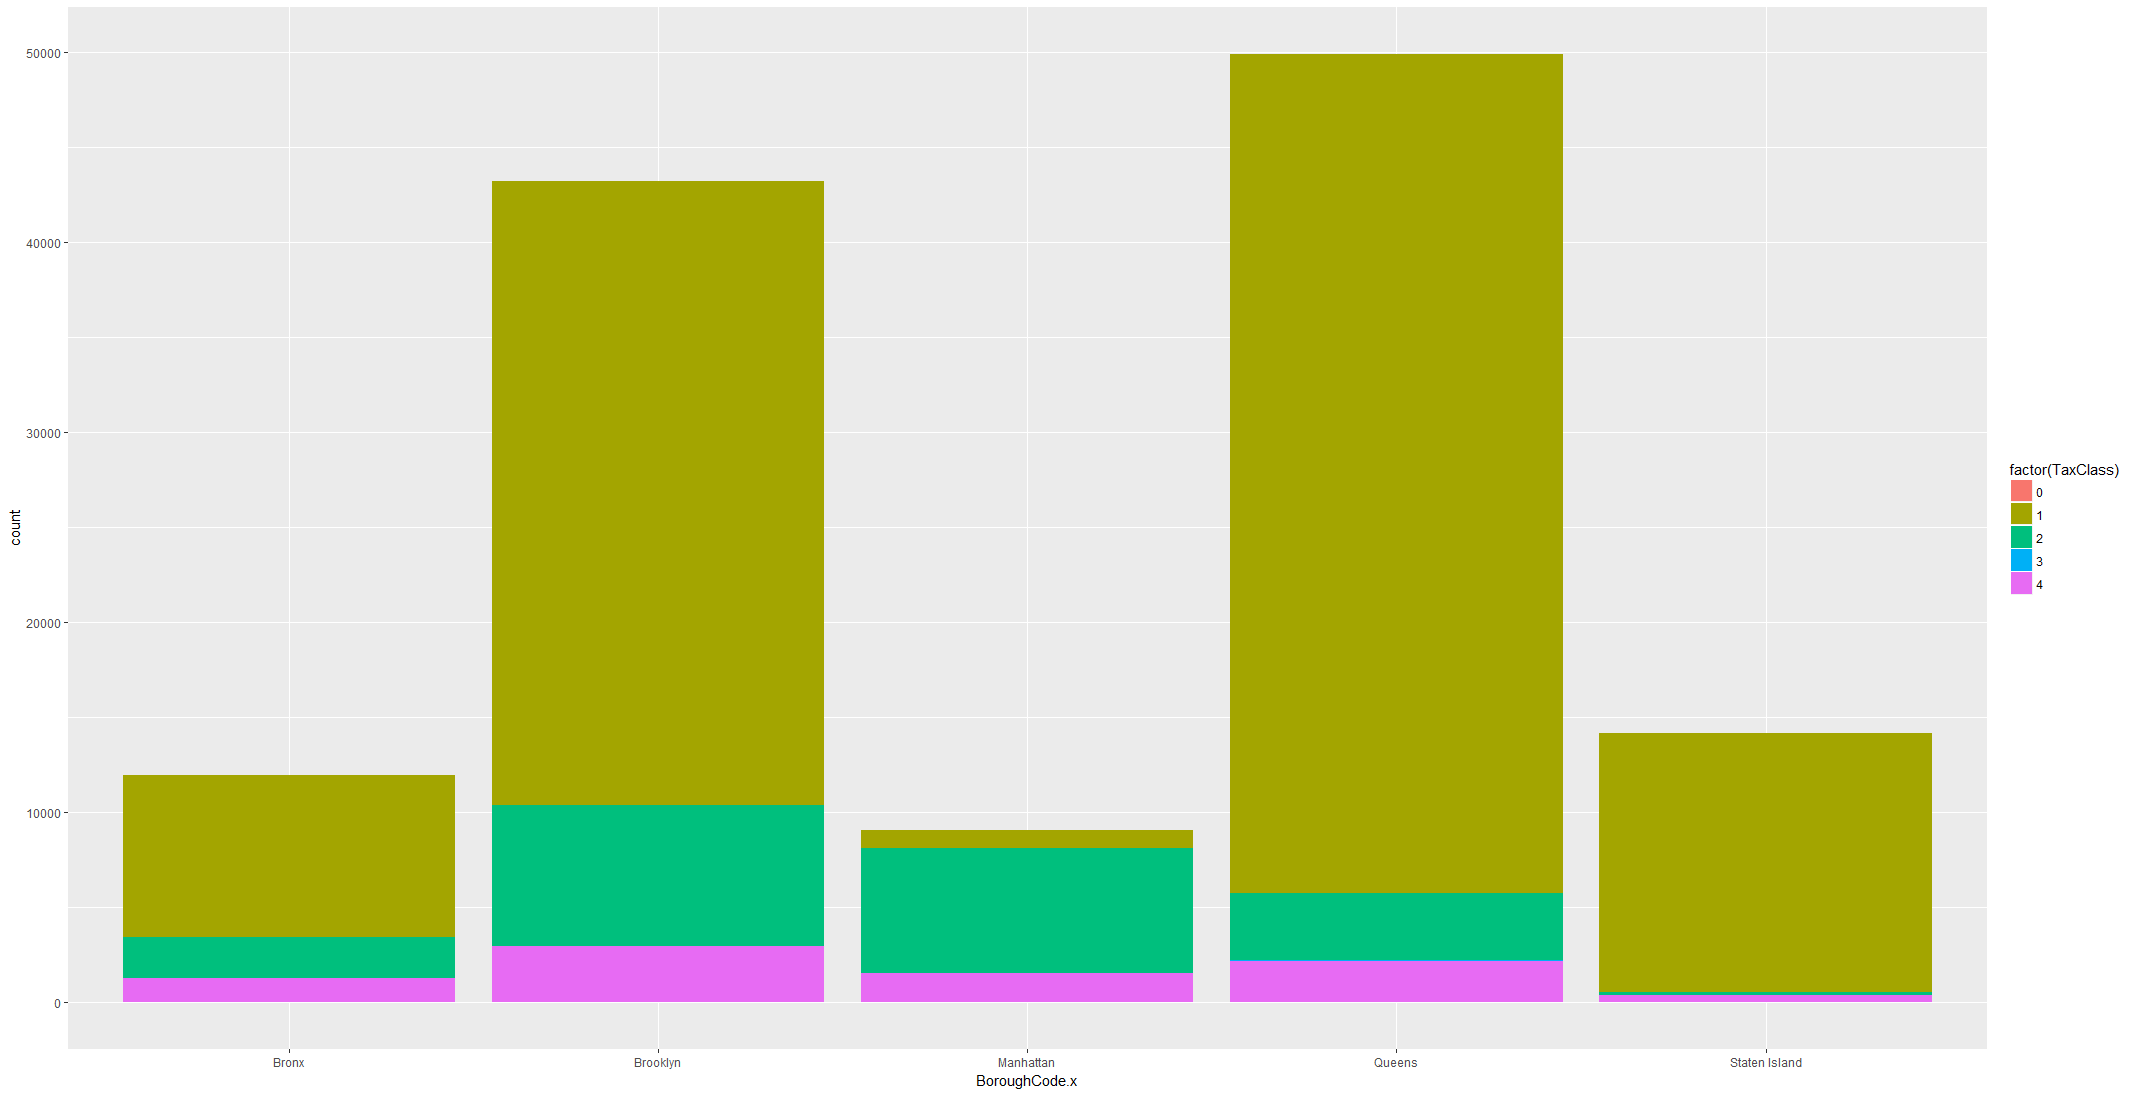 50000
40000
30000
20000
10000
0
count
Bronx
Brooklyn
Manhattan
Queens
Staten Island
BoroughCode.x
factor(TaxClass)
0
1
2
3
4